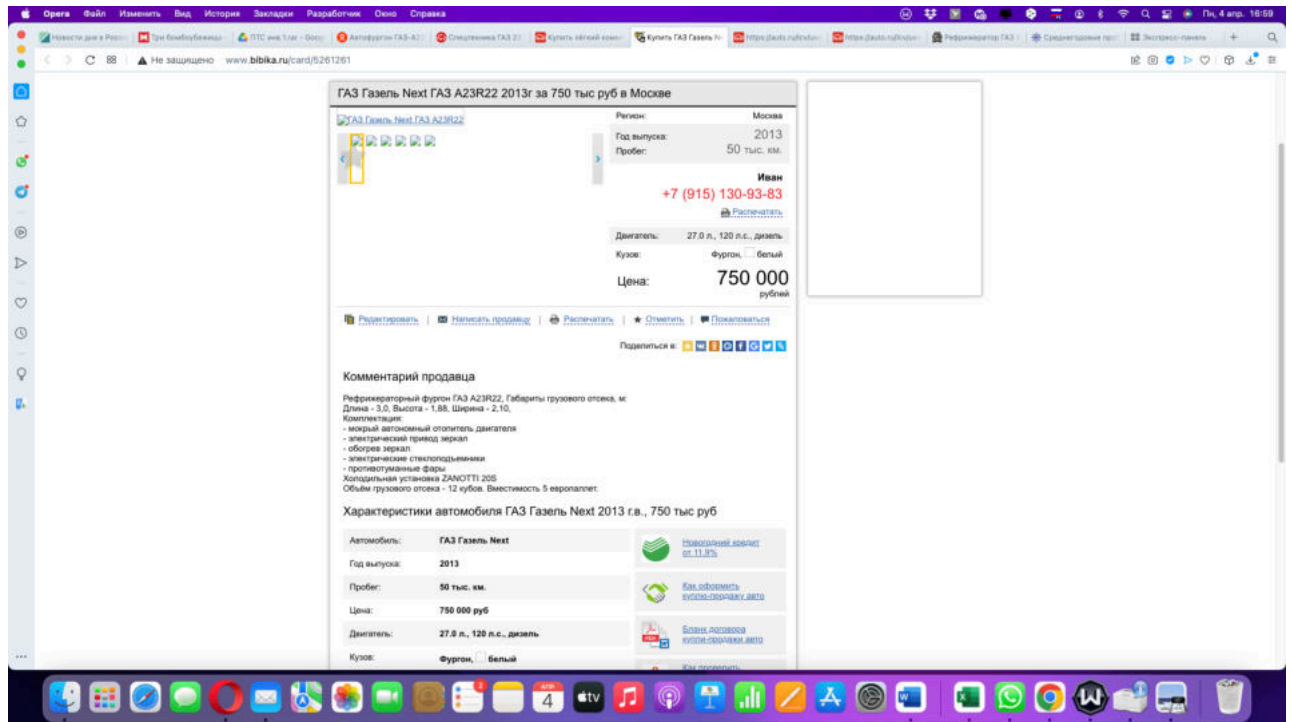 Opera Файл Изменить Вид История Закладки Разработчик Окно Справка
Пн, 4 апр. 16:59
Не защищено www.bibika.ru/card/5261261
ГАЗ Газель Next ГАЗ A23R22 2013г за 750 тыс руб в Москве
ГАЗ Газель Next ГАЗ A23R22
Регион: Москва
Год выпуска: 2013
Пробег: 50 тыс. км.
Иван
+7 (915) 130-93-83
Распечатать
Двигатель: 27.0 л., 120 л.с., дизель
Кузов: Фургон, белый
Цена: 750 000
рублей
Редактировать | Написать продавцу | Распечатать | Отметить | Пожаловаться
Поделиться в:
Комментарий продавца
Рефрижераторный фургон ГАЗ A23R22, Габариты грузового отсека, м:
Длина - 3,0, Высота - 1,88, Ширина - 2,10,
Комплектация:
- мокрый автономный отопитель двигателя
- электрический привод зеркал
- обогрев зеркал
- электрические стеклоподъемники
- противотуманные фары
Холодильная установка ZANOTTI 20S
Объём грузового отсека - 12 кубов. Вместимость 5 европаллет.
Характеристики автомобиля ГАЗ Газель Next 2013 г.в., 750 тыс руб
Автомобиль: ГАЗ Газель Next
Год выпуска: 2013
Пробег: 50 тыс. км.
Цена: 750 000 руб
Двигатель: 27.0 л., 120 л.с., дизель
Кузов: Фургон, белый
Новогодний кредит
от 11.9%
Как оформить
куплю-продажу авто
Бланк договора
купли-продажи авто
Как проверить
АПР
4
tv